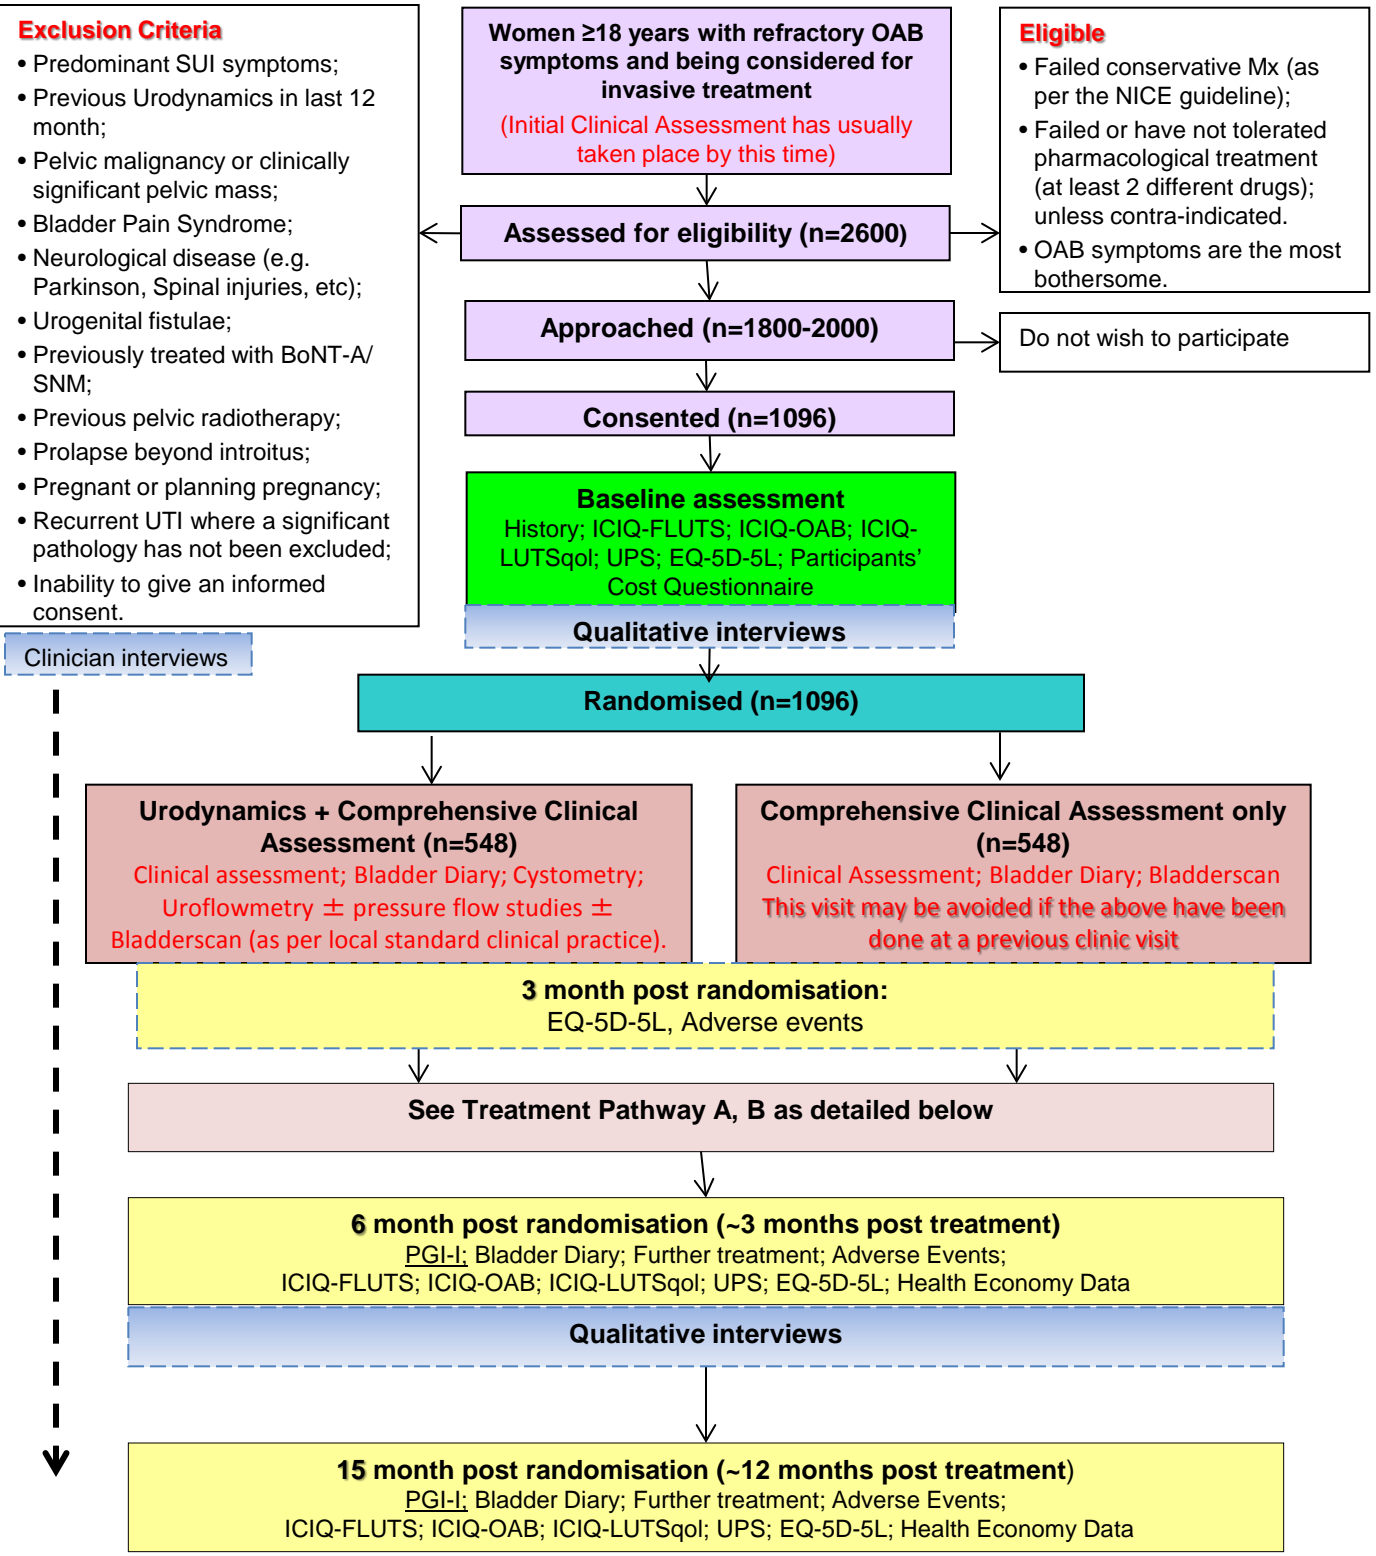 Exclusion Criteria
• Predominant SUI symptoms;
• Previous Urodynamics in last 12
month;
• Pelvic malignancy or clinically
significant pelvic mass;
• Bladder Pain Syndrome;
• Neurological disease (e.g.
Parkinson, Spinal injuries, etc);
• Urogenital fistulae;
• Previously treated with BoNT-A/
SNM;
• Previous pelvic radiotherapy;
• Prolapse beyond introitus;
• Pregnant or planning pregnancy;
• Recurrent UTI where a significant
pathology has not been excluded;
• Inability to give an informed
consent.
Women ≥18 years with refractory OAB
symptoms and being considered for
invasive treatment
(Initial Clinical Assessment has usually
taken place by this time)
Eligible
• Failed conservative Mx (as
per the NICE guideline);
• Failed or have not tolerated
pharmacological treatment
(at least 2 different drugs);
unless contra-indicated.
• OAB symptoms are the most
bothersome.
Assessed for eligibility (n=2600)
Approached (n=1800-2000)
Do not wish to participate
Consented (n=1096)
Baseline assessment
History; ICIQ-FLUTS; ICIQ-OAB; ICIQ-
LUTSqol; UPS; EQ-5D-5L; Participants’
Cost Questionnaire
Qualitative interviews
Clinician interviews
Randomised (n=1096)
Urodynamics + Comprehensive Clinical
Assessment (n=548)
Clinical assessment; Bladder Diary; Cystometry;
Uroflowmetry ± pressure flow studies ±
Bladderscan (as per local standard clinical practice).
Comprehensive Clinical Assessment only
(n=548)
Clinical Assessment; Bladder Diary; Bladderscan
This visit may be avoided if the above have been
done at a previous clinic visit
3 month post randomisation:
EQ-5D-5L, Adverse events
See Treatment Pathway A, B as detailed below
6 month post randomisation (~3 months post treatment)
PGI-I; Bladder Diary; Further treatment; Adverse Events;
ICIQ-FLUTS; ICIQ-OAB; ICIQ-LUTSqol; UPS; EQ-5D-5L; Health Economy Data
Qualitative interviews
15 month post randomisation (~12 months post treatment)
PGI-I; Bladder Diary; Further treatment; Adverse Events;
ICIQ-FLUTS; ICIQ-OAB; ICIQ-LUTSqol; UPS; EQ-5D-5L; Health Economy Data